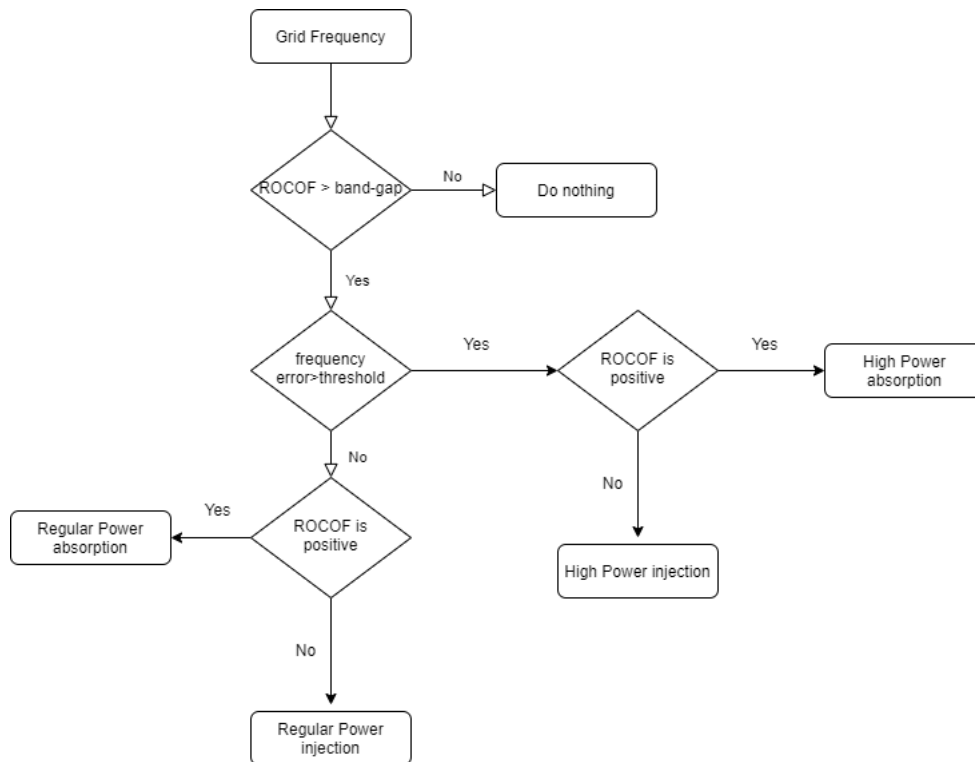 Grid Frequency
ROCOF > band-gap
No
Do nothing
Yes
frequency
error>threshold
Yes
ROCOF is
positive
Yes
High Power
absorption
No
No
High Power injection
Yes
ROCOF is
positive
Regular Power
absorption
No
Regular Power
injection